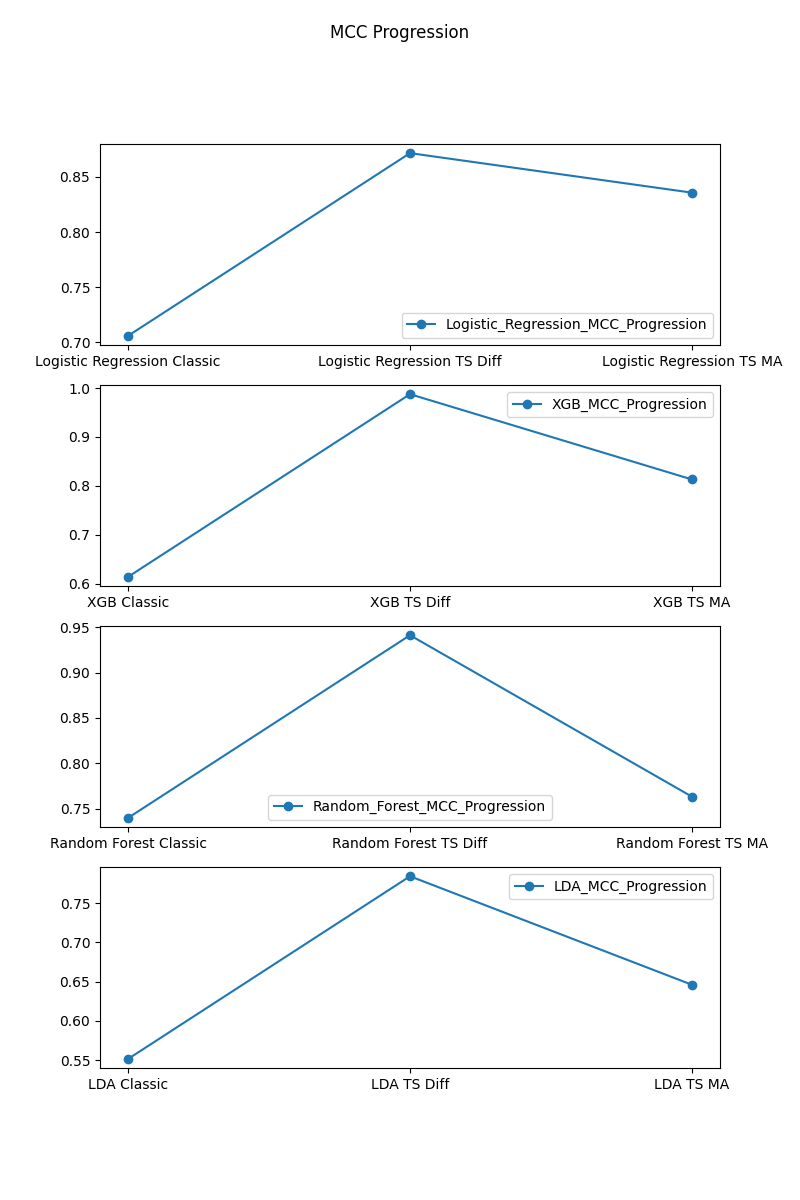 MCC Progression
0.85
0.80
0.75
0.70
Logistic_Regression_MCC_Progression
Logistic Regression Classic Logistic Regression TS Diff Logistic Regression TS MA
1.0
0.9
0.8
0.7
0.6
XGB_MCC_Progression
XGB Classic XGB TS Diff XGB TS MA
0.95
0.90
0.85
0.80
0.75
Random_Forest_MCC_Progression
Random Forest Classic Random Forest TS Diff Random Forest TS MA
0.75
0.70
0.65
0.60
0.55
LDA_MCC_Progression
LDA Classic LDA TS Diff LDA TS MA